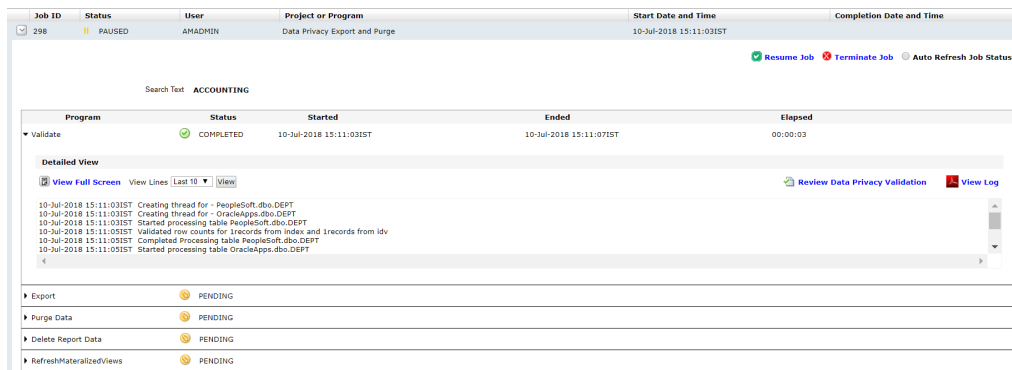 Job ID Status User Project or Program Start Date and Time Completion Date and Time
298 PAUSED AMADMIN Data Privacy Export and Purge 10-Jul-2018 15:11:03IST
Resume Job Terminate Job Auto Refresh Job Status
Search Text ACCOUNTING
Program Status Started Ended Elapsed
Validate COMPLETED 10-Jul-2018 15:11:03IST 10-Jul-2018 15:11:07IST 00:00:03
Detailed View
View Full Screen View Lines Last 10 View Review Data Privacy Validation View Log
10-Jul-2018 15:11:03IST Creating thread for - PeopleSoft.dbo.DEPT
10-Jul-2018 15:11:03IST Creating thread for - OracleApps.dbo.DEPT
10-Jul-2018 15:11:03IST Started processing table PeopleSoft.dbo.DEPT
10-Jul-2018 15:11:05IST Validated row counts for 1records from index and 1records from idv
10-Jul-2018 15:11:05IST Completed Processing table PeopleSoft.dbo.DEPT
10-Jul-2018 15:11:05IST Started processing table OracleApps.dbo.DEPT
Export PENDING
Purge Data PENDING
Delete Report Data PENDING
RefreshMateralizedViews PENDING